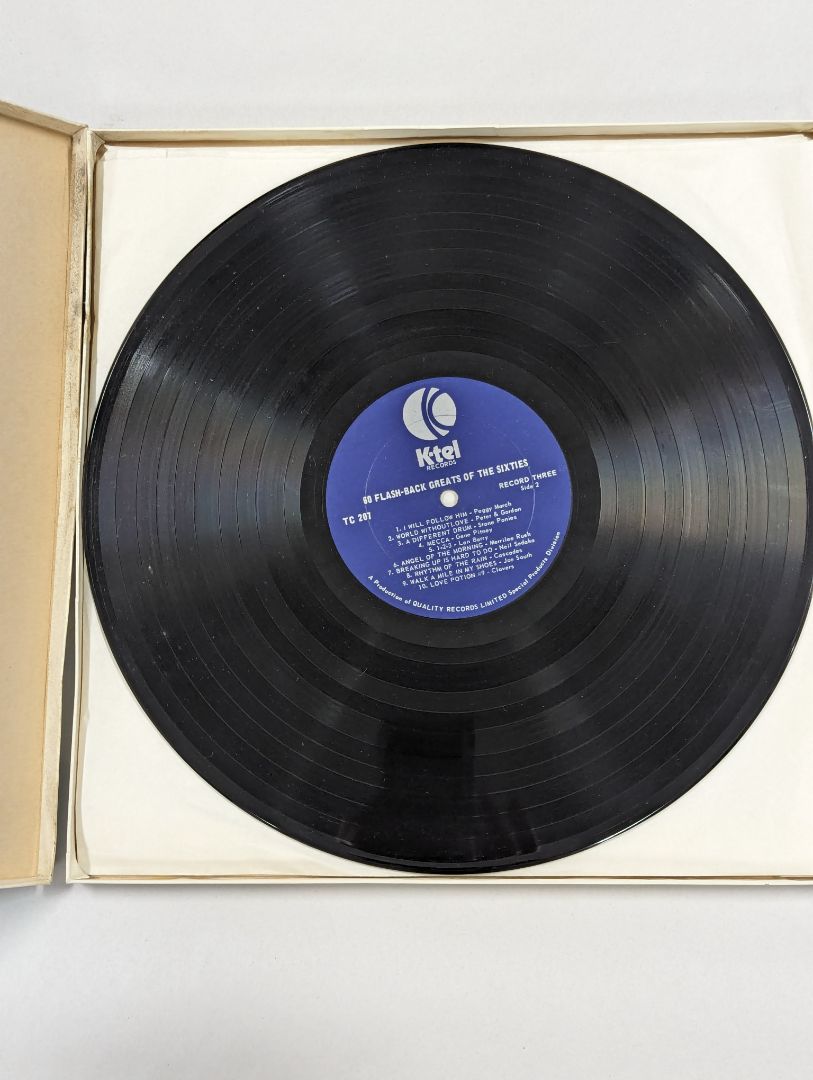 K-tel
RECORDS
60 FLASH-BACK GREATS OF THE SIXTIES
TC 207
RECORD THREE
Side 2
1. I WILL FOLLOW HIM - Peggy March
2. WORLD WITHOUTLOVE - Peter & Gordon
3. A DIFFERENT DRUM - Stone Ponies
4. MECCA - Gene Pitney
5. 1-2-3 - Len Barry
6. ANGEL OF THE MORNING - Merrilee Rush
7. BREAKING UP IS HARD TO DO - Neil Sedaka
8. RHYTHM OF THE RAIN - Cascades
9. WALK A MILE IN MY SHOES - Joe South
10. LOVE POTION #9 - Clovers
A Production of QUALITY RECORDS LIMITED Special Products Division